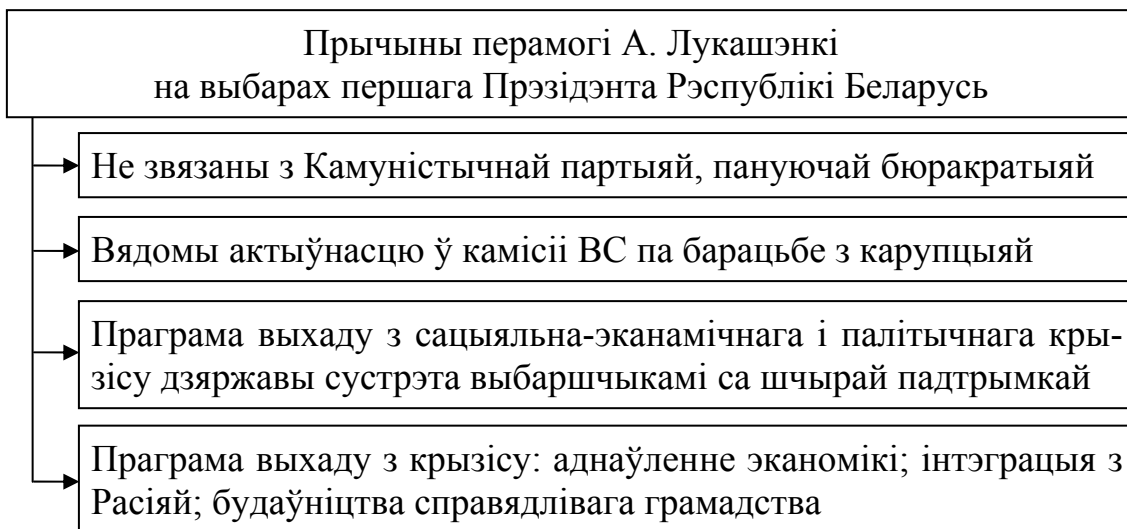 Прычыны перамогі А. Лукашэнкі
на выбарах першага Прэзідэнта Рэспублікі Беларусь
Не звязаны з Камуністычнай партыяй, пануючай бюракратыяй
Вядомы актыўнасцю ў камісіі ВС па барацьбе з карупцыяй
Праграма выхаду з сацыяльна-эканамічнага і палітычнага кры-
зісу дзяржавы сустрэта выбаршчыкамі са шчырай падтрымкай
Праграма выхаду з крызісу: аднаўленне эканомікі; інтэграцыя з
Расіяй; будаўніцтва справядлівага грамадства